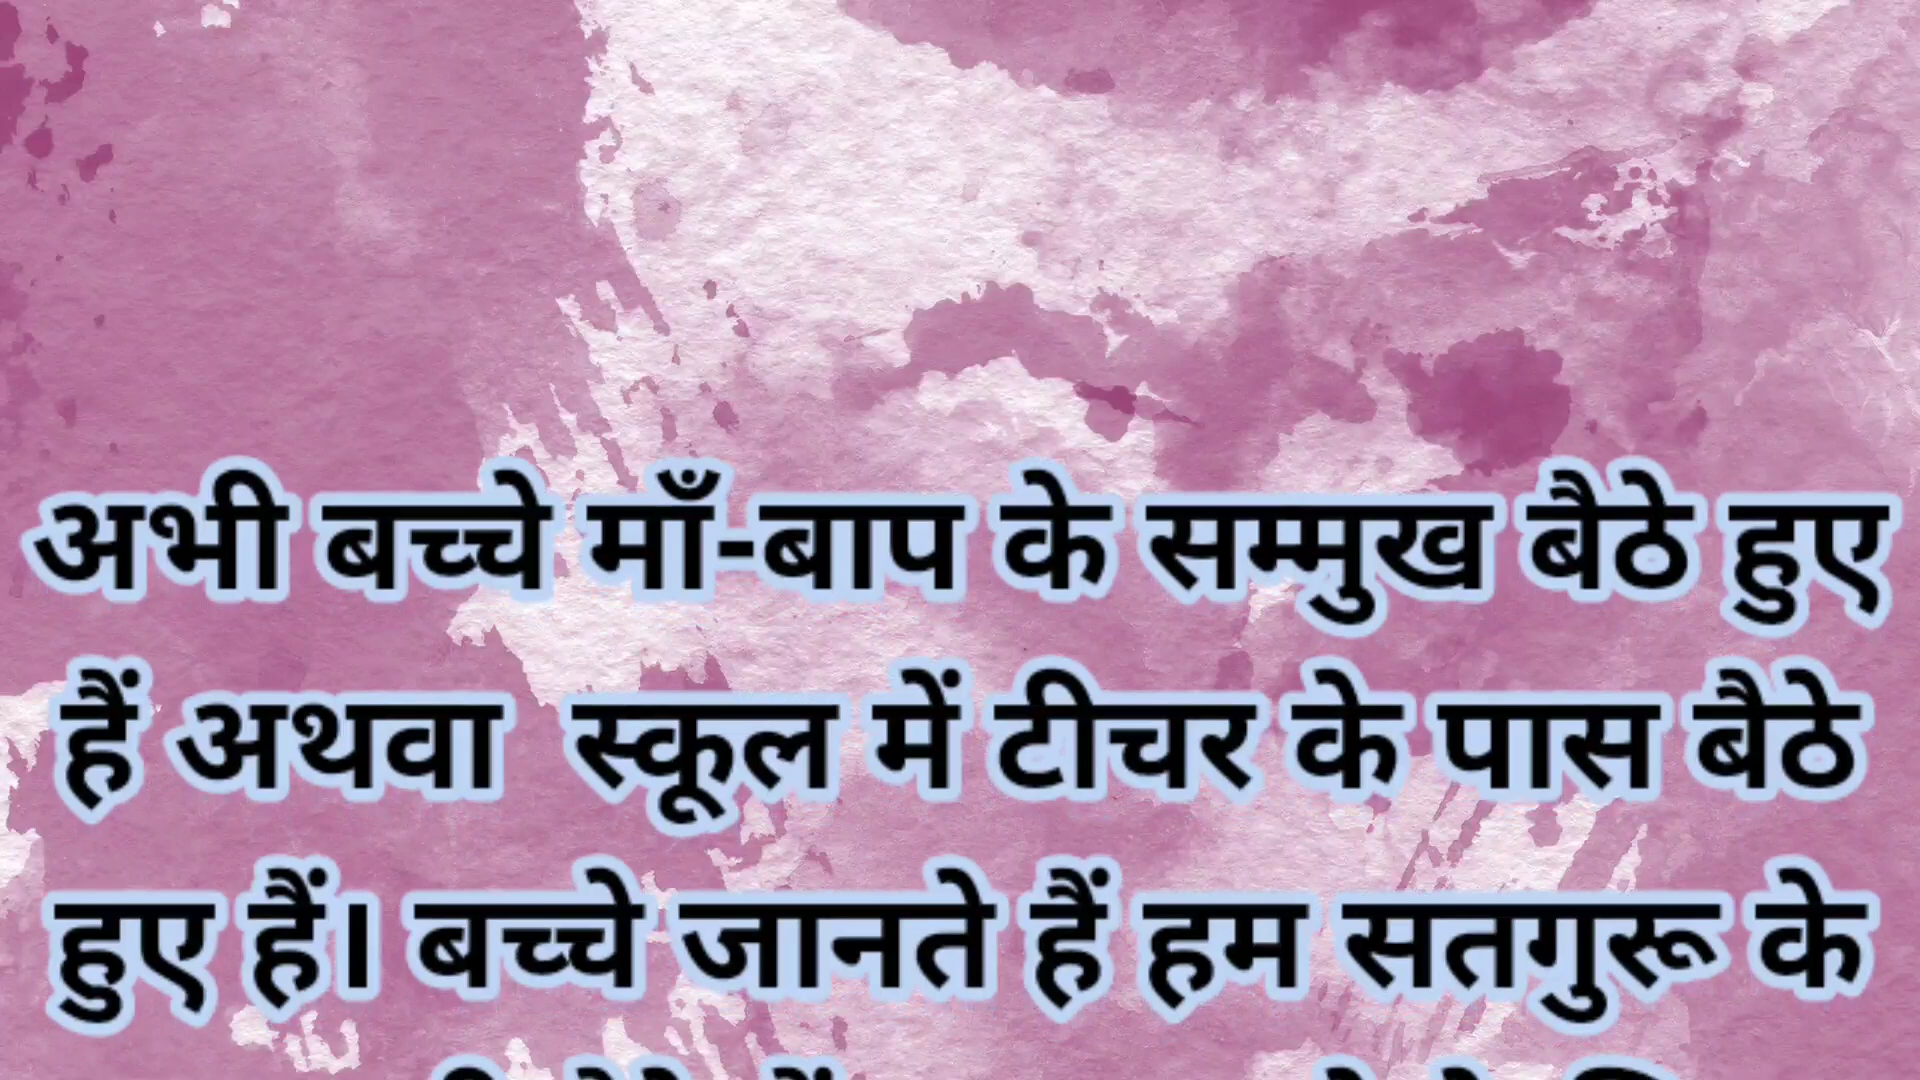 अभी बच्चे माँ-बाप के सम्मुख बैठे हुए
हैं अथवा  स्कूल में टीचर के पास बैठे
हुए हैं। बच्चे जानते हैं हम सतगुरू के